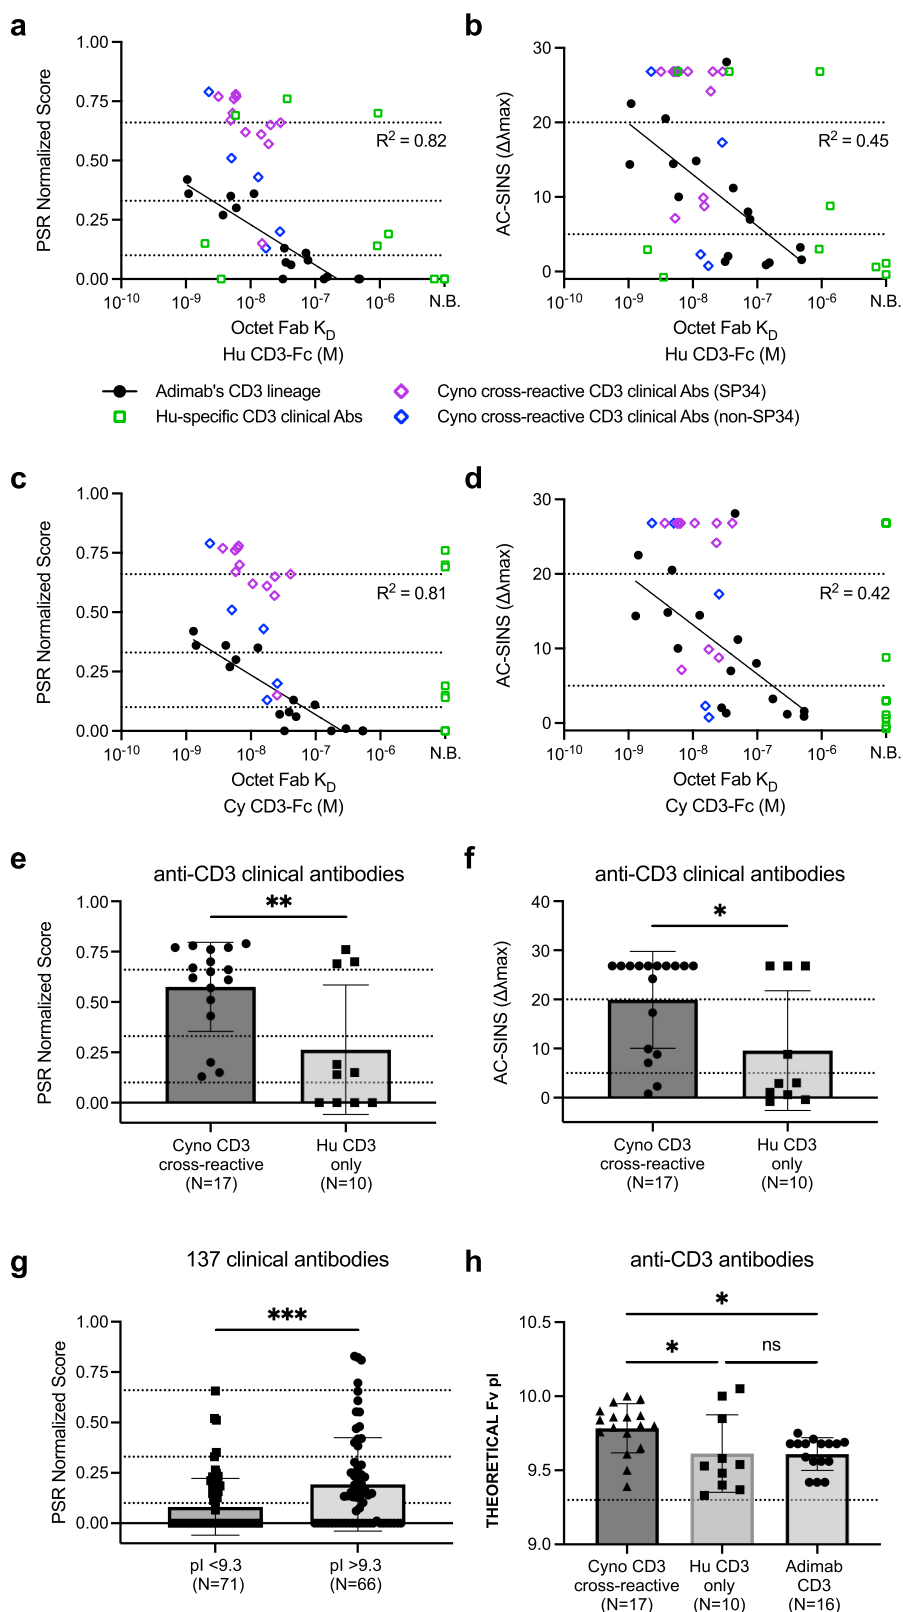 a
1.00
0.75
0.50
0.25
0.00
PSR Normalized Score
R² = 0.82
10⁻¹⁰ 10⁻⁹ 10⁻⁸ 10⁻⁷ 10⁻⁶ N.B.
Octet Fab K_D
Hu CD3-Fc (M)
b
30
20
10
0
AC-SINS (Δλmax)
R² = 0.45
10⁻¹⁰ 10⁻⁹ 10⁻⁸ 10⁻⁷ 10⁻⁶ N.B.
Octet Fab K_D
Hu CD3-Fc (M)
Adimab's CD3 lineage
Hu-specific CD3 clinical Abs
Cyno cross-reactive CD3 clinical Abs (SP34)
Cyno cross-reactive CD3 clinical Abs (non-SP34)
c
1.00
0.75
0.50
0.25
0.00
PSR Normalized Score
R² = 0.81
10⁻¹⁰ 10⁻⁹ 10⁻⁸ 10⁻⁷ 10⁻⁶ N.B.
Octet Fab K_D
Cy CD3-Fc (M)
d
30
20
10
0
AC-SINS (Δλmax)
R² = 0.42
10⁻¹⁰ 10⁻⁹ 10⁻⁸ 10⁻⁷ 10⁻⁶ N.B.
Octet Fab K_D
Cy CD3-Fc (M)
e
anti-CD3 clinical antibodies
1.00
0.75
0.50
0.25
0.00
PSR Normalized Score
**
Cyno CD3
cross-reactive
(N=17)
Hu CD3
only
(N=10)
f
anti-CD3 clinical antibodies
40
30
20
10
0
AC-SINS (Δλmax)
*
Cyno CD3
cross-reactive
(N=17)
Hu CD3
only
(N=10)
g
137 clinical antibodies
1.00
0.75
0.50
0.25
0.00
PSR Normalized Score
***
pI <9.3
(N=71)
pI >9.3
(N=66)
h
anti-CD3 antibodies
10.5
10.0
9.5
9.0
THEORETICAL Fv pI
*
*
ns
Cyno CD3
cross-reactive
(N=17)
Hu CD3
only
(N=10)
Adimab
CD3
(N=16)